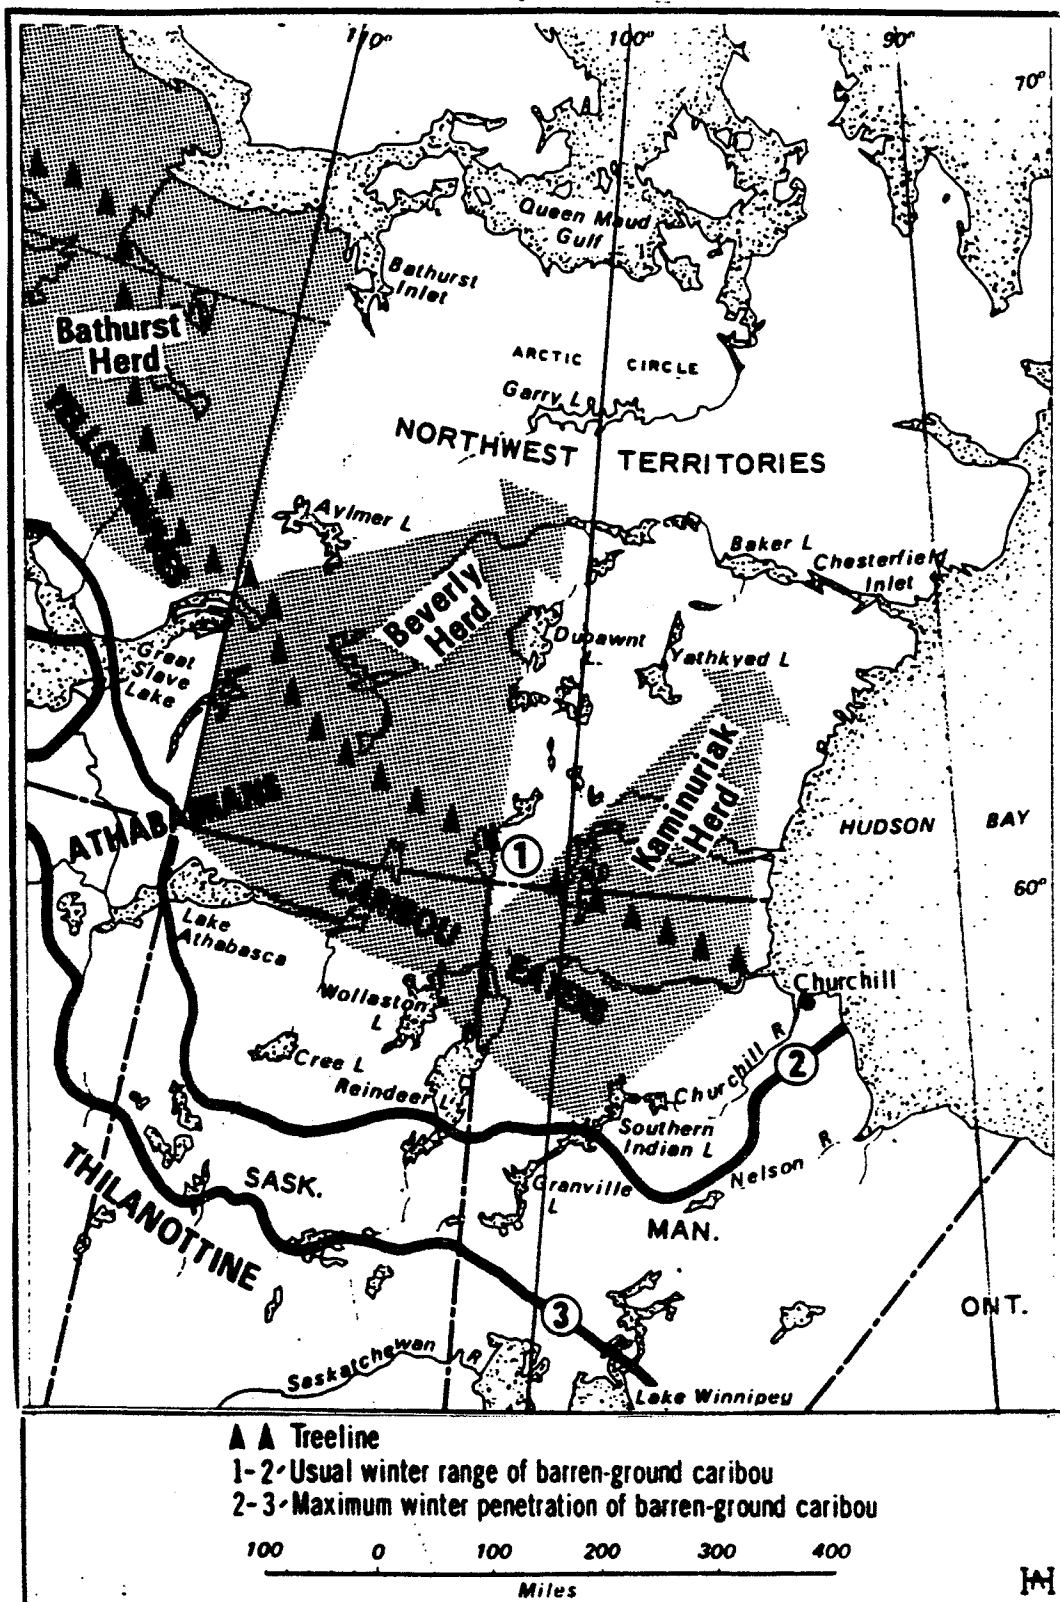 110°
100°
90°
70°
Queen Maud
Gulf
Bathurst
Inlet
Bathurst
Herd
ARCTIC CIRCLE
Garry L
YELLOWKNIVES
NORTHWEST TERRITORIES
Aylmer L
Baker L
Chesterfield
Inlet
Beverly
Herd
Dubawnt
L
Yathkyed L
Great
Slave
Lake
Kaminuriak
Herd
ATHABASKANS
HUDSON BAY
1
60°
CARIBOU EATERS
Lake
Athabasca
Wollaston
L
Churchill
Cree L
Reindeer L
Churchill R
2
Southern
Indian L
Nelson R
THILANOTTINE
SASK.
Granville
L
MAN.
3
ONT.
Saskatchewan R
Lake Winnipey
Treeline
1-2-Usual winter range of barren-ground caribou
2-3-Maximum winter penetration of barren-ground caribou
100 0 100 200 300 400
Miles